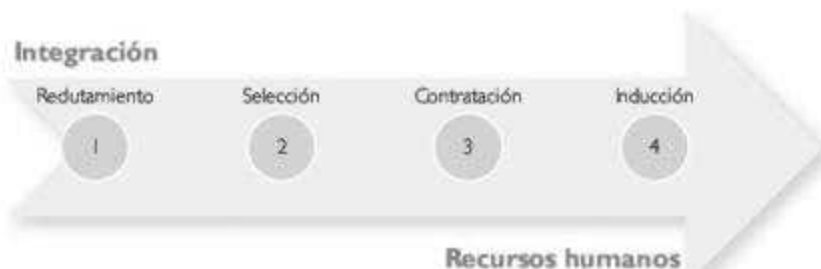 Integración
Redutamiento Selección Contratación Inducción
1 2 3 4
Recursos humanos